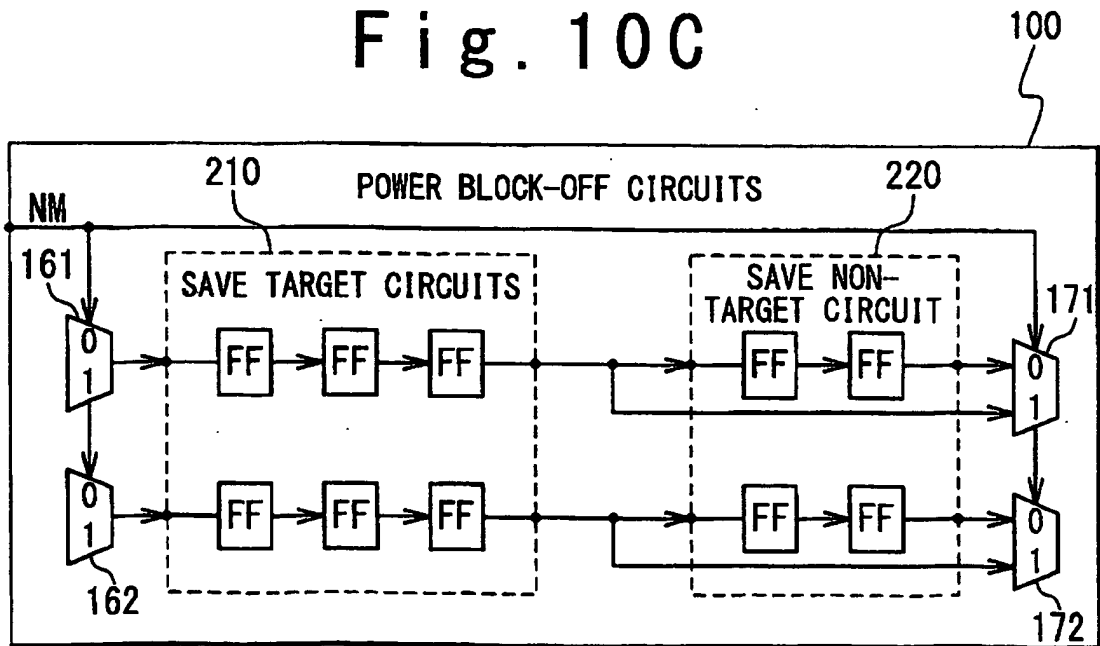 Fig. 10C
100
210
POWER BLOCK-OFF CIRCUITS
220
NM
161
SAVE TARGET CIRCUITS
SAVE NON-
TARGET CIRCUIT
171
0
1
FF
FF
FF
FF
FF
0
1
0
1
FF
FF
FF
FF
FF
0
1
162
172